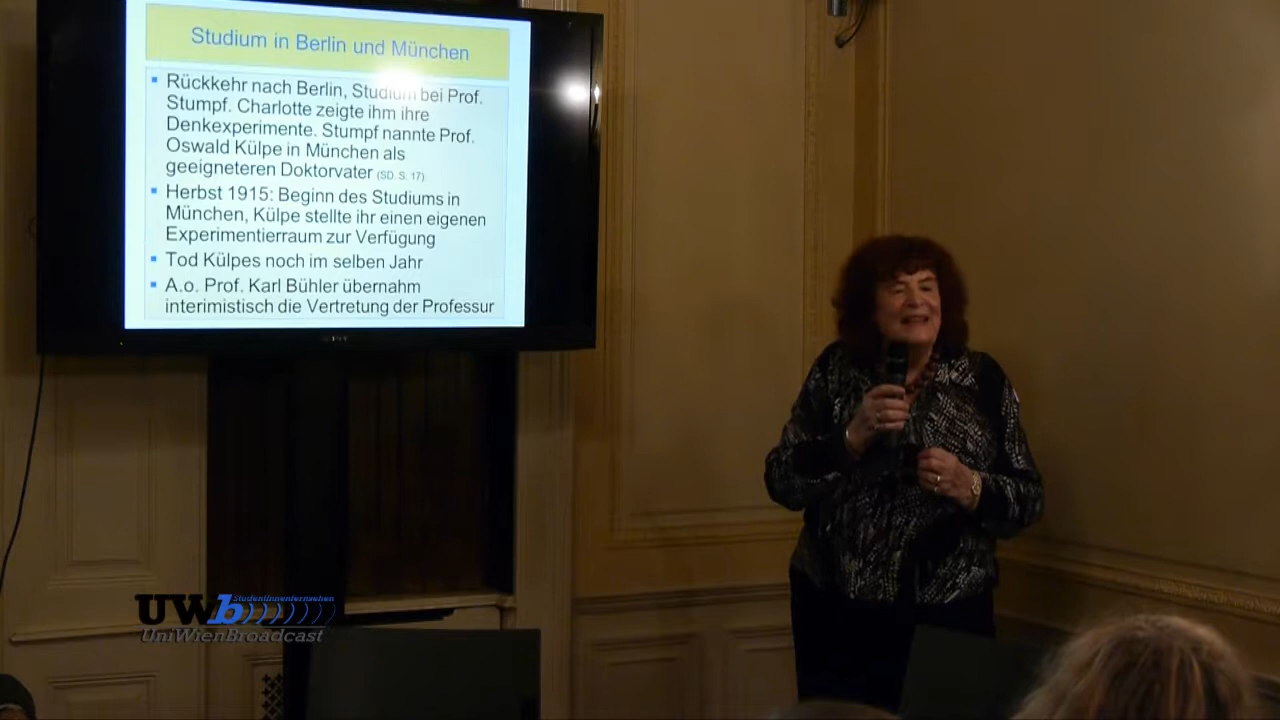 Studium in Berlin und München
Rückkehr nach Berlin, Studium bei Prof.
Stumpf. Charlotte zeigte ihm ihre
Denkexperimente. Stumpf nannte Prof.
Oswald Külpe in München als
geeigneteren Doktorvater (SD. S. 17)
Herbst 1915: Beginn des Studiums in
München, Külpe stellte ihr einen eigenen
Experimentierraum zur Verfügung
Tod Külpes noch im selben Jahr
A.o. Prof. Karl Bühler übernahm
interimistisch die Vertretung der Professur
SONY
StudentInnenfernsehen
UWb
UniWienBroadcast